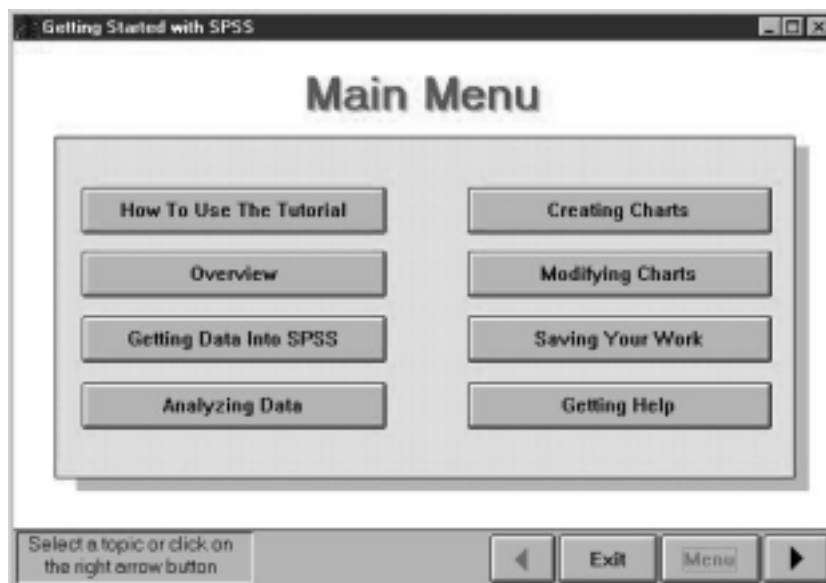 Getting Started with SPSS
Main Menu
How To Use The Tutorial
Overview
Getting Data Into SPSS
Analyzing Data
Creating Charts
Modifying Charts
Saving Your Work
Getting Help
Select a topic or click on
the right arrow button
Exit
Menu